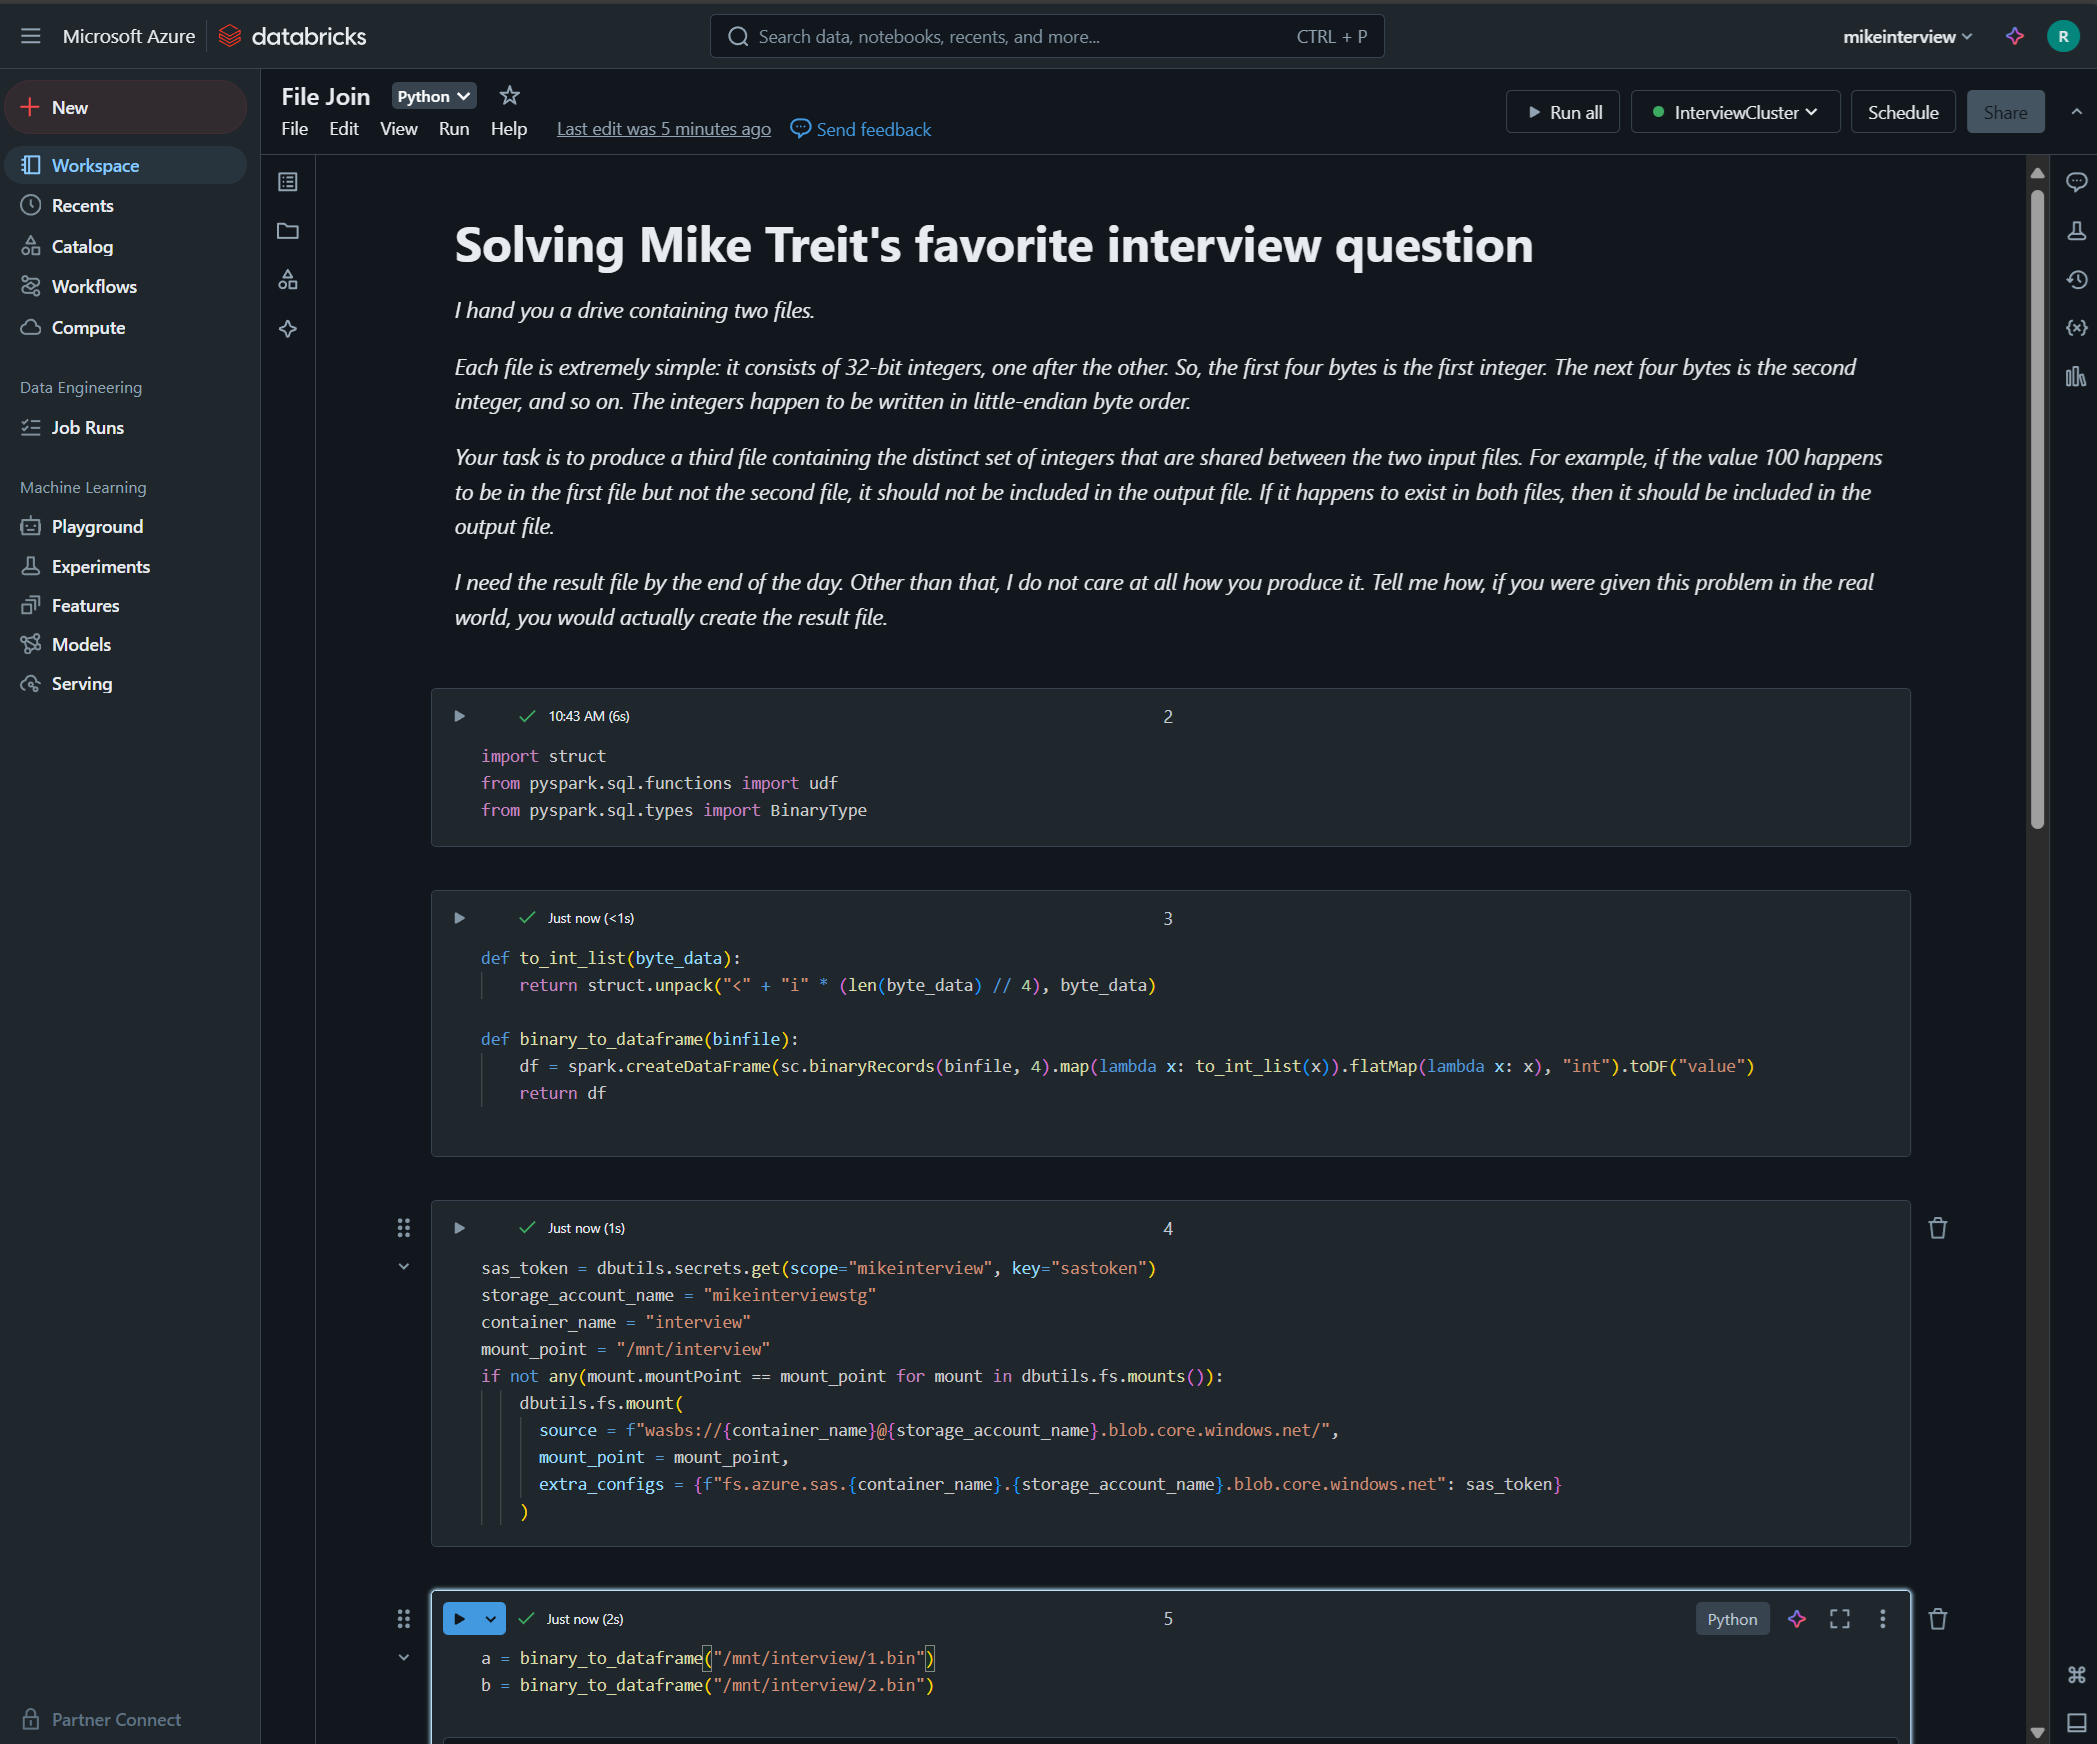 Microsoft Azure
databricks
Search data, notebooks, recents, and more...
CTRL + P
mikeinterview
R
New
Workspace
Recents
Catalog
Workflows
Compute
Data Engineering
Job Runs
Machine Learning
Playground
Experiments
Features
Models
Serving
Partner Connect
File Join
Python
File Edit View Run Help
Last edit was 5 minutes ago
Send feedback
Run all
InterviewCluster
Schedule
Share
Solving Mike Treit's favorite interview question
I hand you a drive containing two files.
Each file is extremely simple: it consists of 32-bit integers, one after the other. So, the first four bytes is the first integer. The next four bytes is the second
integer, and so on. The integers happen to be written in little-endian byte order.
Your task is to produce a third file containing the distinct set of integers that are shared between the two input files. For example, if the value 100 happens
to be in the first file but not the second file, it should not be included in the output file. If it happens to exist in both files, then it should be included in the
output file.
I need the result file by the end of the day. Other than that, I do not care at all how you produce it. Tell me how, if you were given this problem in the real
world, you would actually create the result file.
10:43 AM (6s)
2
import struct
from pyspark.sql.functions import udf
from pyspark.sql.types import BinaryType
Just now (<1s)
3
def to_int_list(byte_data):
    return struct.unpack("<" + "i" * (len(byte_data) // 4), byte_data)
def binary_to_dataframe(binfile):
    df = spark.createDataFrame(sc.binaryRecords(binfile, 4).map(lambda x: to_int_list(x)).flatMap(lambda x: x), "int").toDF("value")
    return df
Just now (1s)
4
sas_token = dbutils.secrets.get(scope="mikeinterview", key="sastoken")
storage_account_name = "mikeinterviewstg"
container_name = "interview"
mount_point = "/mnt/interview"
if not any(mount.mountPoint == mount_point for mount in dbutils.fs.mounts()):
    dbutils.fs.mount(
      source = f"wasbs://{container_name}@{storage_account_name}.blob.core.windows.net/",
      mount_point = mount_point,
      extra_configs = {f"fs.azure.sas.{container_name}.{storage_account_name}.blob.core.windows.net": sas_token}
    )
Just now (2s)
5
Python
a = binary_to_dataframe("/mnt/interview/1.bin")
b = binary_to_dataframe("/mnt/interview/2.bin")